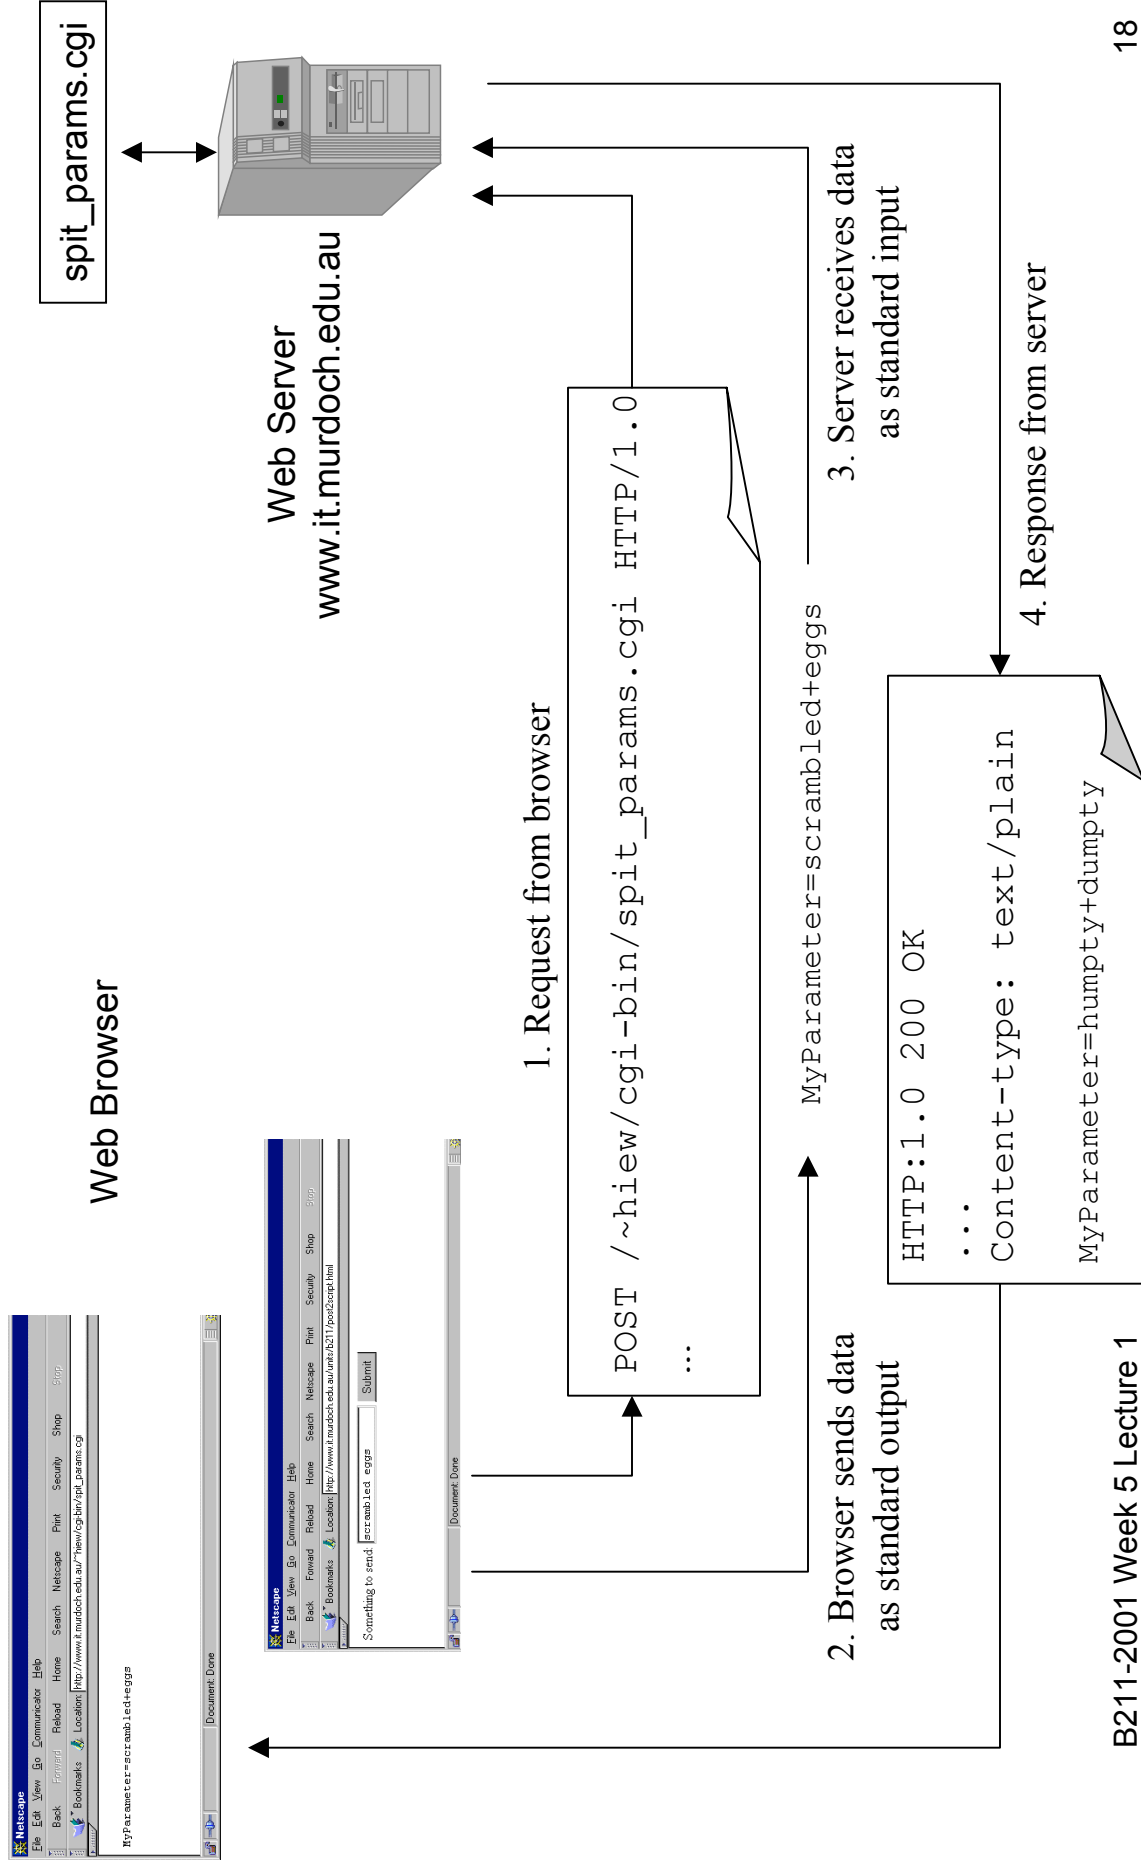 Web Browser
Netscape
File Edit View Go Communicator Help
Back Forward Reload Home Search Netscape Print Security Shop Stop
Bookmarks Location: http://www.it.murdoch.edu.au/~hiew/cgi-bin/spit_params.cgi
MyParameter=scrambled+eggs
Document: Done
Netscape
File Edit View Go Communicator Help
Back Forward Reload Home Search Netscape Print Security Shop Stop
Bookmarks Location: http://www.it.murdoch.edu.au/units/b211/post2script.html
Something to send: scrambled eggs Submit
Document: Done
spit_params.cgi
Web Server
www.it.murdoch.edu.au
1. Request from browser
POST /~hiew/cgi-bin/spit_params.cgi HTTP/1.0
...
2. Browser sends data
as standard output
MyParameter=scrambled+eggs
3. Server receives data
as standard input
4. Response from server
HTTP:1.0 200 OK
...
Content-type: text/plain
MyParameter=humpty+dumpty
B211-2001 Week 5 Lecture 1
18